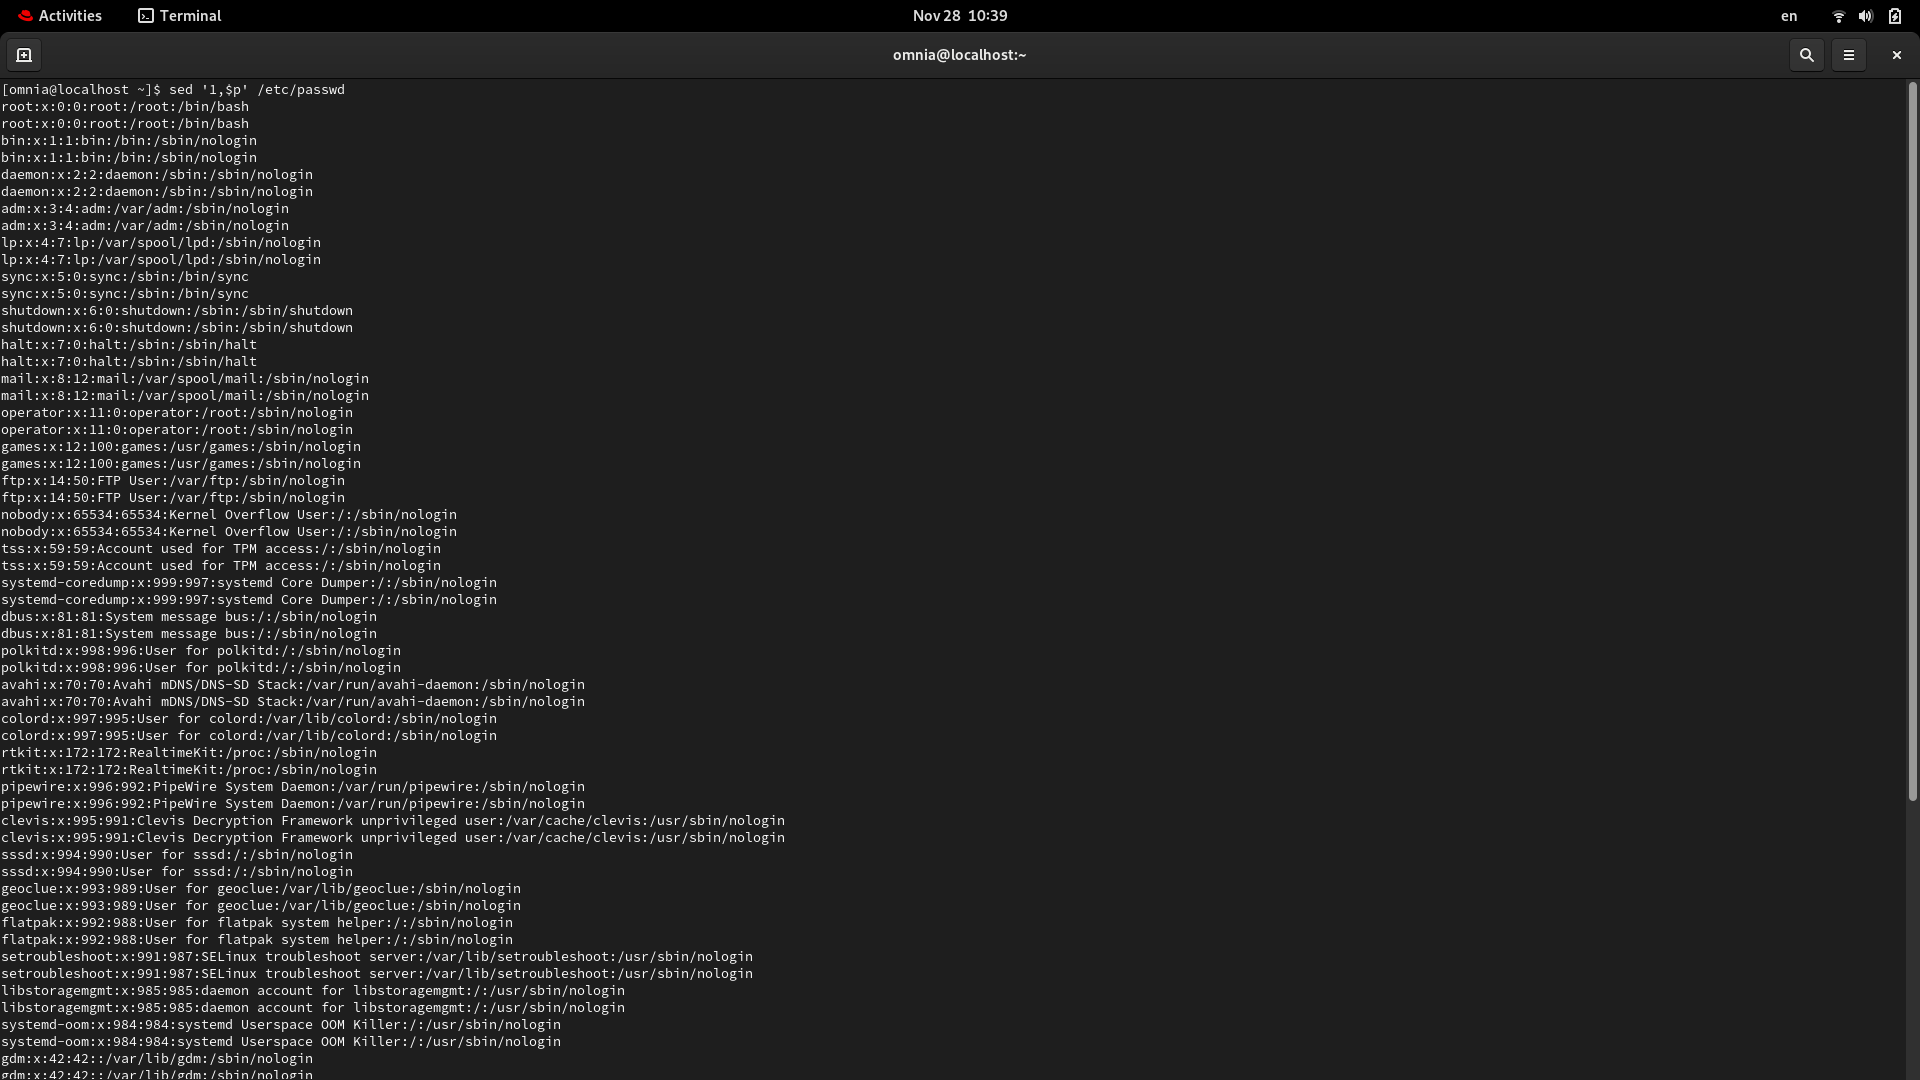 Activities Terminal Nov 28 10:39 en
omnia@localhost:~
[omnia@localhost ~]$ sed '1,$p' /etc/passwd
root:x:0:0:root:/root:/bin/bash
root:x:0:0:root:/root:/bin/bash
bin:x:1:1:bin:/bin:/sbin/nologin
bin:x:1:1:bin:/bin:/sbin/nologin
daemon:x:2:2:daemon:/sbin:/sbin/nologin
daemon:x:2:2:daemon:/sbin:/sbin/nologin
adm:x:3:4:adm:/var/adm:/sbin/nologin
adm:x:3:4:adm:/var/adm:/sbin/nologin
lp:x:4:7:lp:/var/spool/lpd:/sbin/nologin
lp:x:4:7:lp:/var/spool/lpd:/sbin/nologin
sync:x:5:0:sync:/sbin:/bin/sync
sync:x:5:0:sync:/sbin:/bin/sync
shutdown:x:6:0:shutdown:/sbin:/sbin/shutdown
shutdown:x:6:0:shutdown:/sbin:/sbin/shutdown
halt:x:7:0:halt:/sbin:/sbin/halt
halt:x:7:0:halt:/sbin:/sbin/halt
mail:x:8:12:mail:/var/spool/mail:/sbin/nologin
mail:x:8:12:mail:/var/spool/mail:/sbin/nologin
operator:x:11:0:operator:/root:/sbin/nologin
operator:x:11:0:operator:/root:/sbin/nologin
games:x:12:100:games:/usr/games:/sbin/nologin
games:x:12:100:games:/usr/games:/sbin/nologin
ftp:x:14:50:FTP User:/var/ftp:/sbin/nologin
ftp:x:14:50:FTP User:/var/ftp:/sbin/nologin
nobody:x:65534:65534:Kernel Overflow User:/:/sbin/nologin
nobody:x:65534:65534:Kernel Overflow User:/:/sbin/nologin
tss:x:59:59:Account used for TPM access:/:/sbin/nologin
tss:x:59:59:Account used for TPM access:/:/sbin/nologin
systemd-coredump:x:999:997:systemd Core Dumper:/:/sbin/nologin
systemd-coredump:x:999:997:systemd Core Dumper:/:/sbin/nologin
dbus:x:81:81:System message bus:/:/sbin/nologin
dbus:x:81:81:System message bus:/:/sbin/nologin
polkitd:x:998:996:User for polkitd:/:/sbin/nologin
polkitd:x:998:996:User for polkitd:/:/sbin/nologin
avahi:x:70:70:Avahi mDNS/DNS-SD Stack:/var/run/avahi-daemon:/sbin/nologin
avahi:x:70:70:Avahi mDNS/DNS-SD Stack:/var/run/avahi-daemon:/sbin/nologin
colord:x:997:995:User for colord:/var/lib/colord:/sbin/nologin
colord:x:997:995:User for colord:/var/lib/colord:/sbin/nologin
rtkit:x:172:172:RealtimeKit:/proc:/sbin/nologin
rtkit:x:172:172:RealtimeKit:/proc:/sbin/nologin
pipewire:x:996:992:PipeWire System Daemon:/var/run/pipewire:/sbin/nologin
pipewire:x:996:992:PipeWire System Daemon:/var/run/pipewire:/sbin/nologin
clevis:x:995:991:Clevis Decryption Framework unprivileged user:/var/cache/clevis:/usr/sbin/nologin
clevis:x:995:991:Clevis Decryption Framework unprivileged user:/var/cache/clevis:/usr/sbin/nologin
sssd:x:994:990:User for sssd:/:/sbin/nologin
sssd:x:994:990:User for sssd:/:/sbin/nologin
geoclue:x:993:989:User for geoclue:/var/lib/geoclue:/sbin/nologin
geoclue:x:993:989:User for geoclue:/var/lib/geoclue:/sbin/nologin
flatpak:x:992:988:User for flatpak system helper:/:/sbin/nologin
flatpak:x:992:988:User for flatpak system helper:/:/sbin/nologin
setroubleshoot:x:991:987:SELinux troubleshoot server:/var/lib/setroubleshoot:/usr/sbin/nologin
setroubleshoot:x:991:987:SELinux troubleshoot server:/var/lib/setroubleshoot:/usr/sbin/nologin
libstoragemgmt:x:985:985:daemon account for libstoragemgmt:/:/usr/sbin/nologin
libstoragemgmt:x:985:985:daemon account for libstoragemgmt:/:/usr/sbin/nologin
systemd-oom:x:984:984:systemd Userspace OOM Killer:/:/usr/sbin/nologin
systemd-oom:x:984:984:systemd Userspace OOM Killer:/:/usr/sbin/nologin
gdm:x:42:42::/var/lib/gdm:/sbin/nologin
gdm:x:42:42::/var/lib/gdm:/sbin/nologin